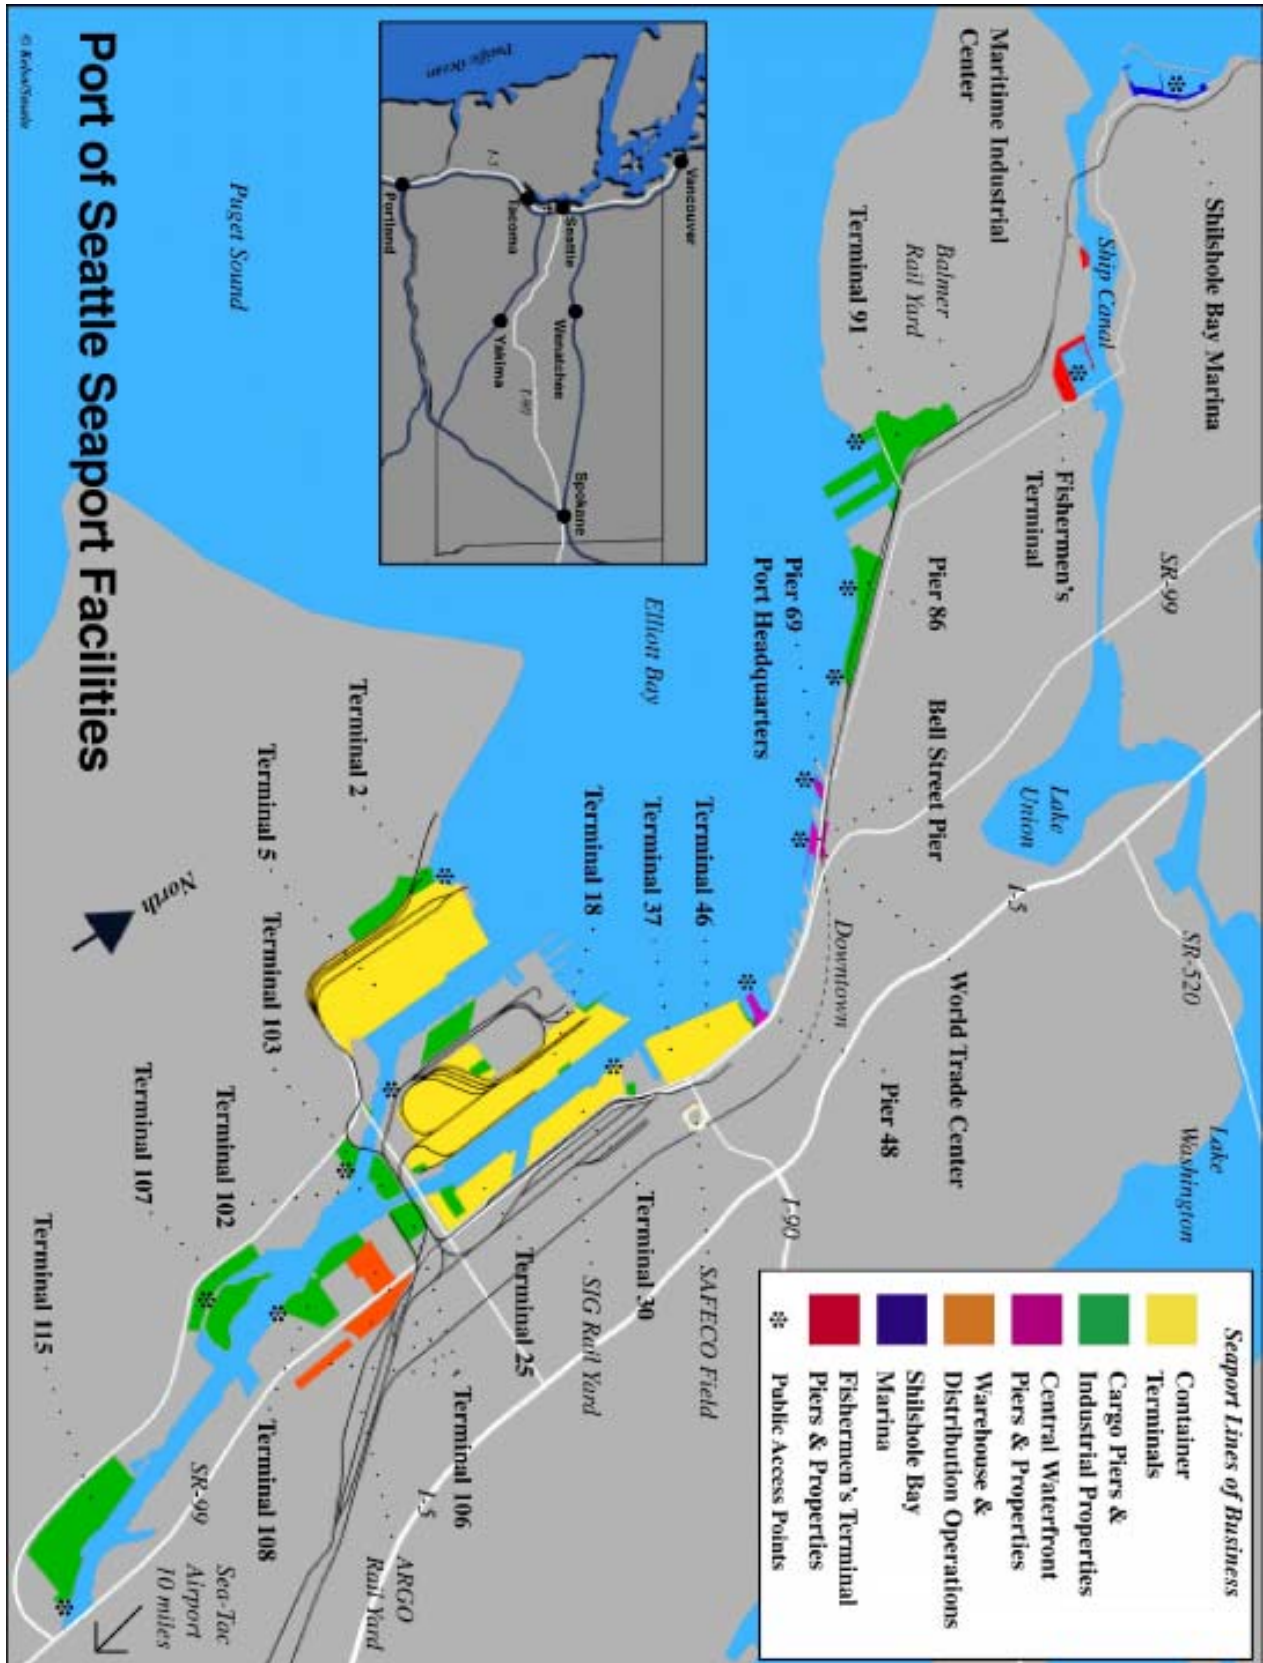 Port of Seattle Seaport Facilities
© Kelso/Seattle
Shilshole Bay Marina
Maritime Industrial
Center
Ship Canal
Fishermen's
Terminal
Balmer
Rail Yard
Terminal 91
Pier 86
Pier 69
Port Headquarters
Bell Street Pier
World Trade Center
Pier 48
Downtown
SR-99
Lake
Union
I-5
SR-520
Lake
Washington
I-90
Puget Sound
Elliott Bay
Terminal 46
Terminal 37
Terminal 18
Terminal 2
Terminal 5
Terminal 103
Terminal 102
Terminal 107
Terminal 115
North
SAFECO Field
Terminal 30
SIG Rail Yard
Terminal 25
Terminal 106
Terminal 108
I-5
SR-99
ARGO
Rail Yard
Sea-Tac
Airport
10 miles
Pacific Ocean
Vancouver
Seattle
Tacoma
Portland
Wenatchee
Yakima
Spokane
I-5
I-90
Seaport Lines of Business
Container
Terminals
Cargo Piers &
Industrial Properties
Central Waterfront
Piers & Properties
Warehouse &
Distribution Operations
Shilshole Bay
Marina
Fishermen's Terminal
Piers & Properties
Public Access Points